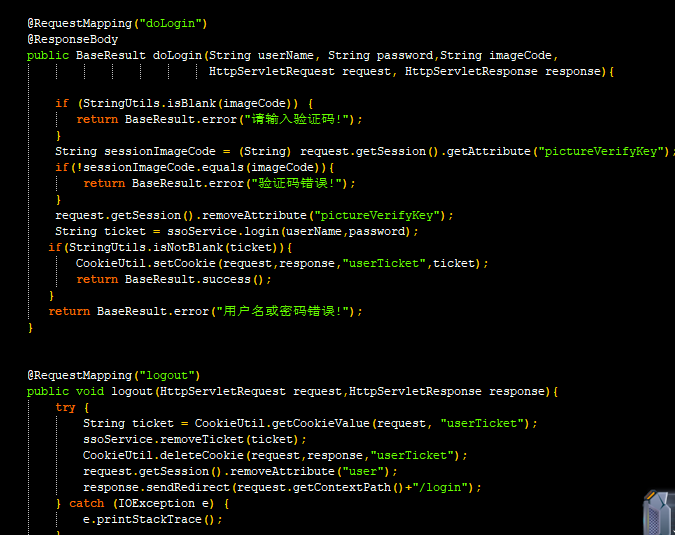 @RequestMapping("doLogin")
@ResponseBody
public BaseResult doLogin(String userName, String password,String imageCode,
HttpServletRequest request, HttpServletResponse response){
if (StringUtils.isBlank(imageCode)) {
return BaseResult.error("请输入验证码!");
}
String sessionImageCode = (String) request.getSession().getAttribute("pictureVerifyKey");
if(!sessionImageCode.equals(imageCode)){
return BaseResult.error("验证码错误!");
}
request.getSession().removeAttribute("pictureVerifyKey");
String ticket = ssoService.login(userName,password);
if(StringUtils.isNotBlank(ticket)){
CookieUtil.setCookie(request,response,"userTicket",ticket);
return BaseResult.success();
}
return BaseResult.error("用户名或密码错误!");
}
@RequestMapping("logout")
public void logout(HttpServletRequest request,HttpServletResponse response){
try {
String ticket = CookieUtil.getCookieValue(request, "userTicket");
ssoService.removeTicket(ticket);
CookieUtil.deleteCookie(request,response,"userTicket");
request.getSession().removeAttribute("user");
response.sendRedirect(request.getContextPath()+"/login");
} catch (IOException e) {
e.printStackTrace();